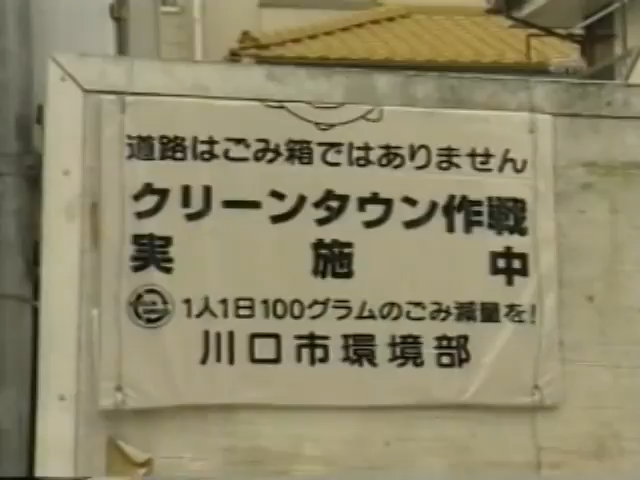 道路はごみ箱ではありません
クリーンタウン作戦
実施中
1人1日100グラムのごみ減量を!
川口市環境部